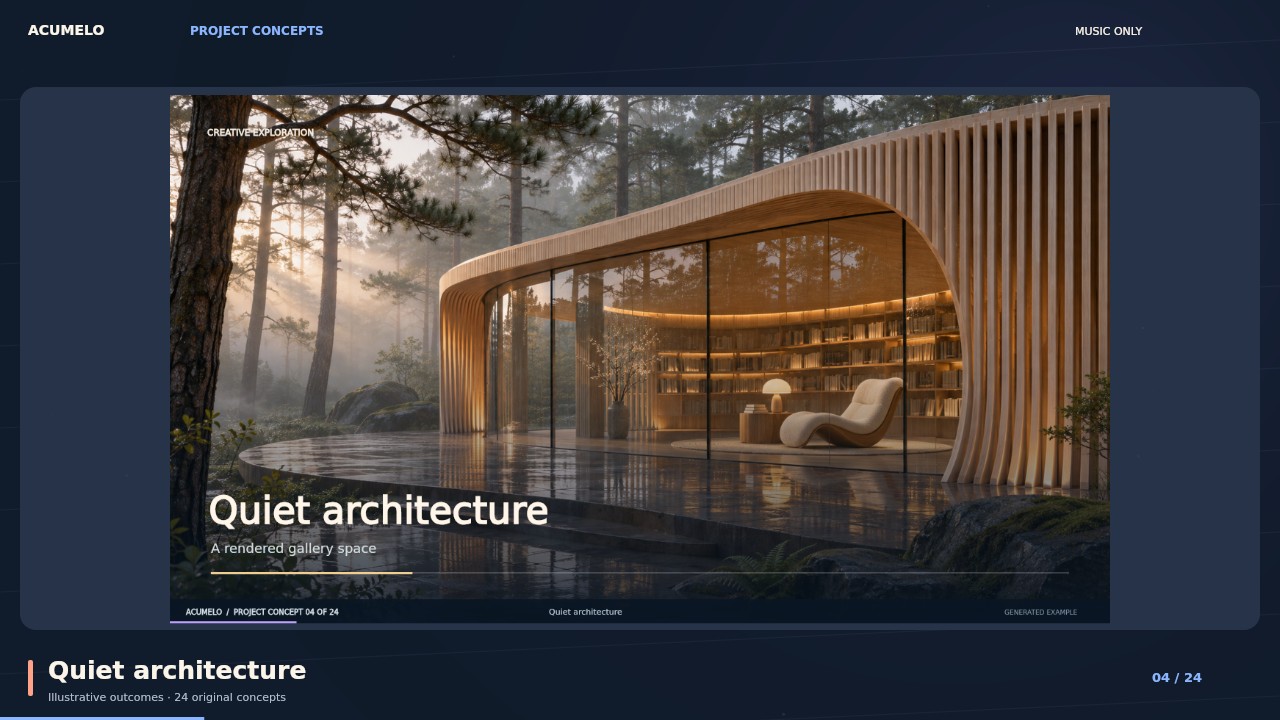 ACUMELO
PROJECT CONCEPTS
MUSIC ONLY
CREATIVE EXPLORATION
Quiet architecture
A rendered gallery space
ACUMELO / PROJECT CONCEPT 04 OF 24
Quiet architecture
GENERATED EXAMPLE
Quiet architecture
Illustrative outcomes · 24 original concepts
04 / 24